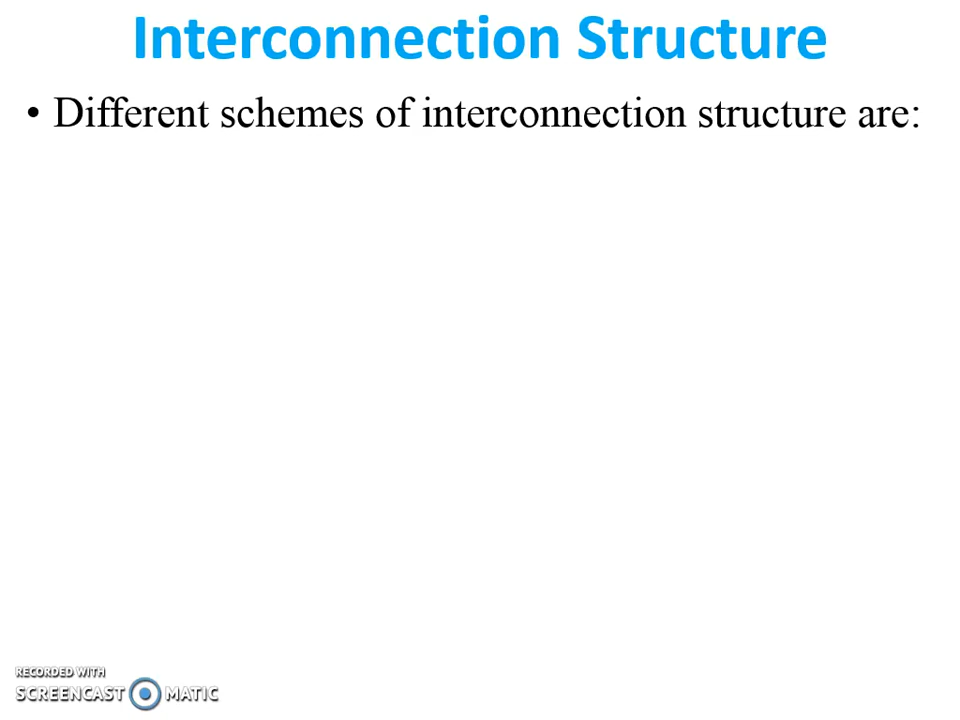 Interconnection Structure
• Different schemes of interconnection structure are:
RECORDED WITH
SCREENCAST MATIC